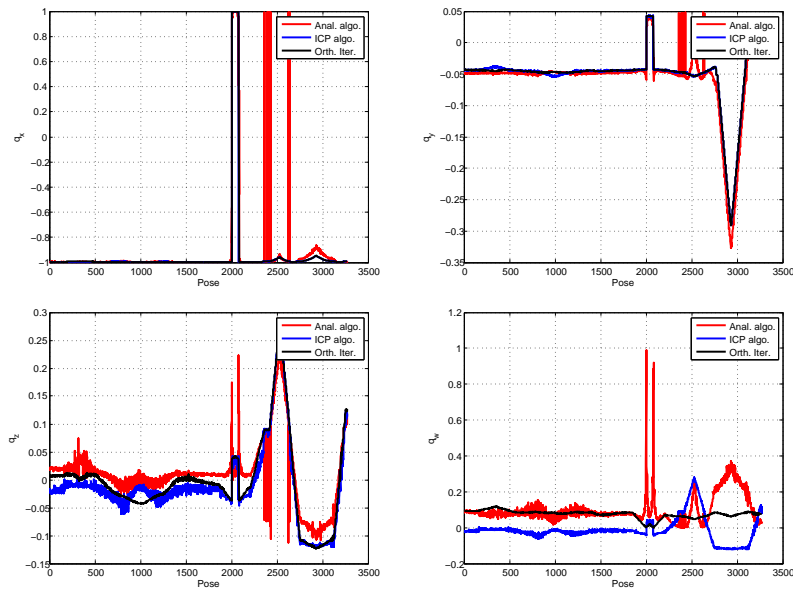 1
0.8
0.6
0.4
0.2
0
−0.2
−0.4
−0.6
−0.8
−1
q_x
0 500 1000 1500 2000 2500 3000 3500
Pose
Anal. algo.
ICP algo.
Orth. Iter.
0.05
0
−0.05
−0.1
−0.15
−0.2
−0.25
−0.3
−0.35
q_y
0 500 1000 1500 2000 2500 3000 3500
Pose
Anal. algo.
ICP algo.
Orth. Iter.
0.3
0.25
0.2
0.15
0.1
0.05
0
−0.05
−0.1
−0.15
q_z
0 500 1000 1500 2000 2500 3000 3500
Pose
Anal. algo.
ICP algo.
Orth. Iter.
1.2
1
0.8
0.6
0.4
0.2
0
−0.2
q_w
0 500 1000 1500 2000 2500 3000 3500
Pose
Anal. algo.
ICP algo.
Orth. Iter.